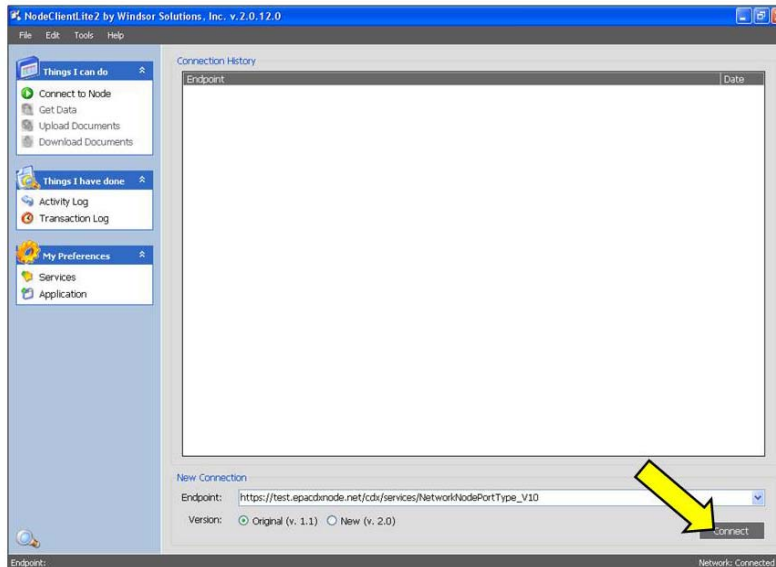 NodeClientLite2 by Windsor Solutions, Inc. v.2.0.12.0
File Edit Tools Help
Things I can do
Connect to Node
Get Data
Upload Documents
Download Documents
Things I have done
Activity Log
Transaction Log
My Preferences
Services
Application
Connection History
Endpoint Date
New Connection
Endpoint: https://test.epacdxnode.net/cdx/services/NetworkNodePortType_V10
Version: Original (v. 1.1) New (v. 2.0)
Connect
Endpoint: Network: Connected